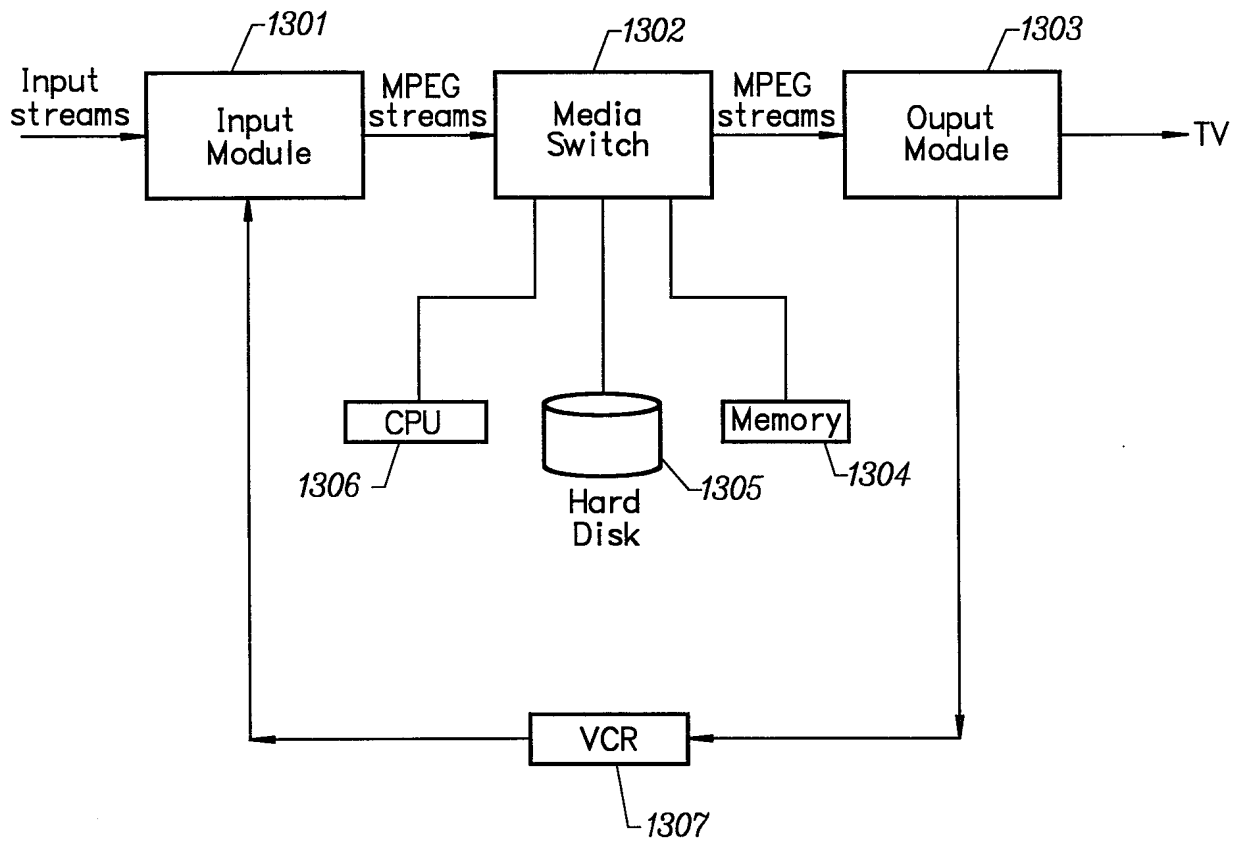 1301
1302
1303
Input
streams
Input
Module
MPEG
streams
Media
Switch
MPEG
streams
Ouput
Module
TV
CPU
1306
Hard
Disk
1305
Memory
1304
VCR
1307